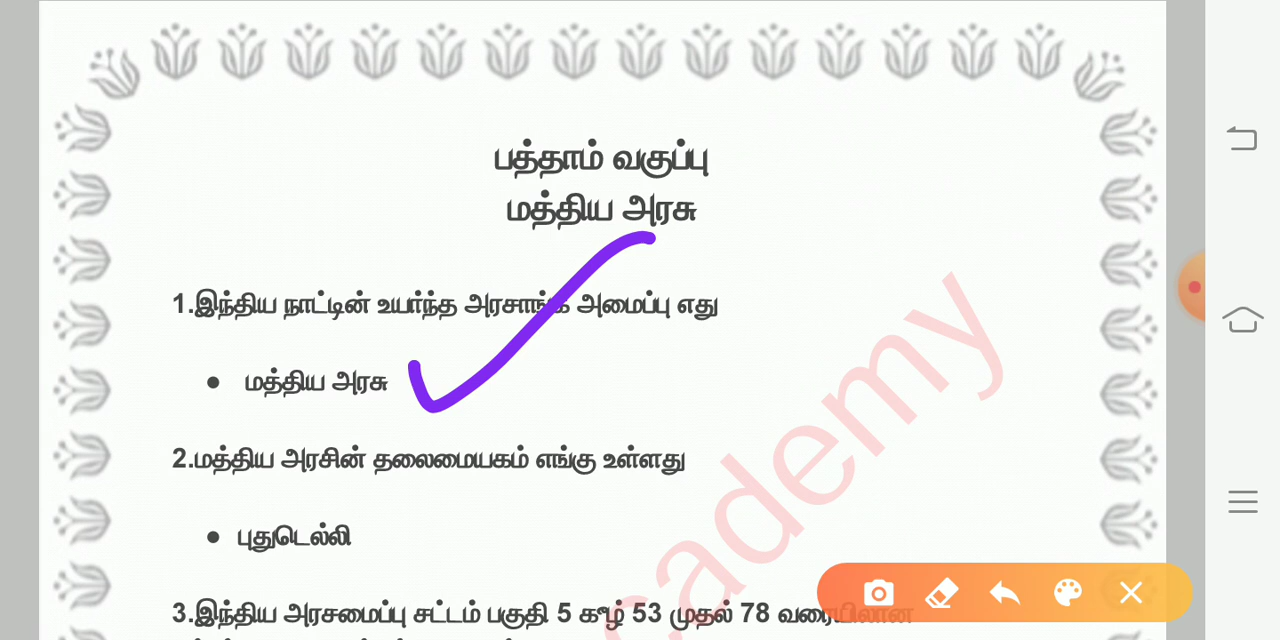 பத்தாம் வகுப்பு
மத்திய அரசு
1.இந்திய நாட்டின் உயர்ந்த அரசாங்க அமைப்பு எது
● மத்திய அரசு
2.மத்திய அரசின் தலைமையகம் எங்கு உள்ளது
● புதுடெல்லி
3.இந்திய அரசமைப்பு சட்டம் பகுதி 5 கீழ் 53 முதல் 78 வரையிலான
cademy